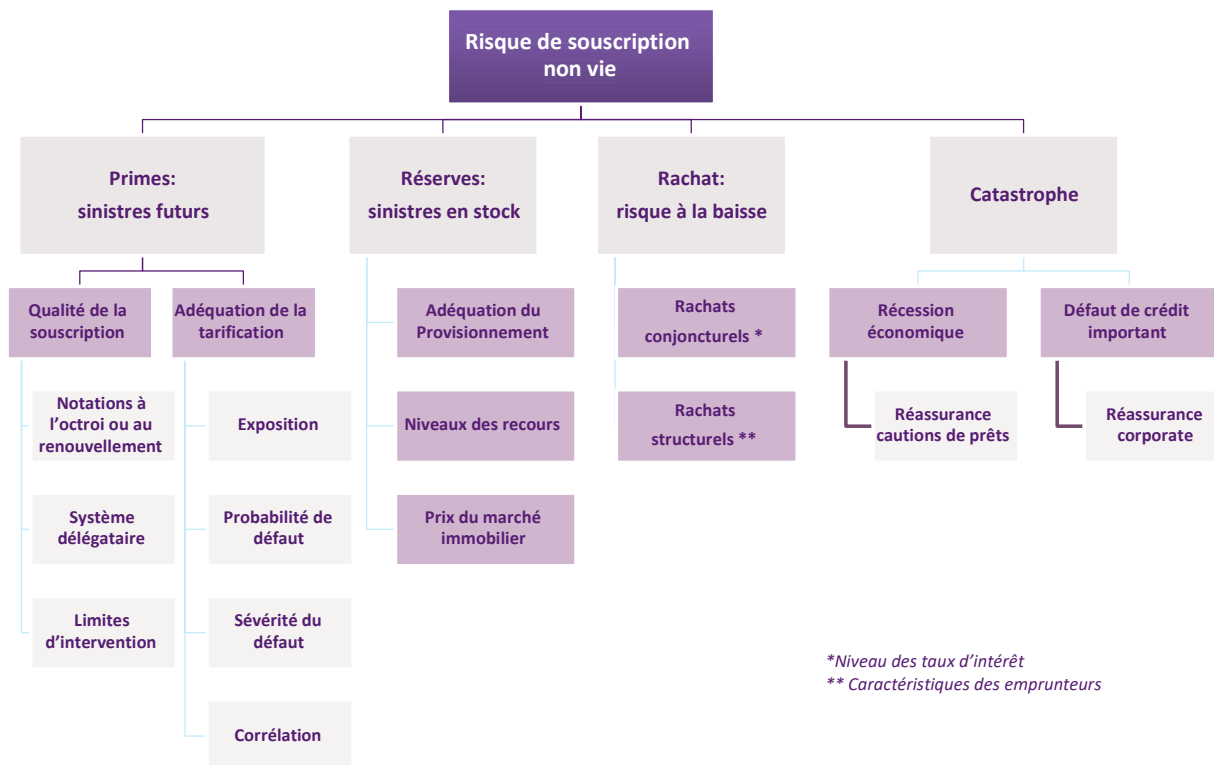 Risque de souscription
non vie
Primes:
sinistres futurs
Réserves:
sinistres en stock
Rachat:
risque à la baisse
Catastrophe
Qualité de la
souscription
Adéquation de la
tarification
Adéquation du
Provisionnement
Rachats
conjoncturels *
Récession
économique
Défaut de crédit
important
Notations à
l'octroi ou au
renouvellement
Exposition
Niveaux des recours
Rachats
structurels **
Réassurance
cautions de prêts
Réassurance
corporate
Système
délégataire
Probabilité de
défaut
Prix du marché
immobilier
Limites
d'intervention
Sévérité du
défaut
Corrélation
*Niveau des taux d'intérêt
** Caractéristiques des emprunteurs